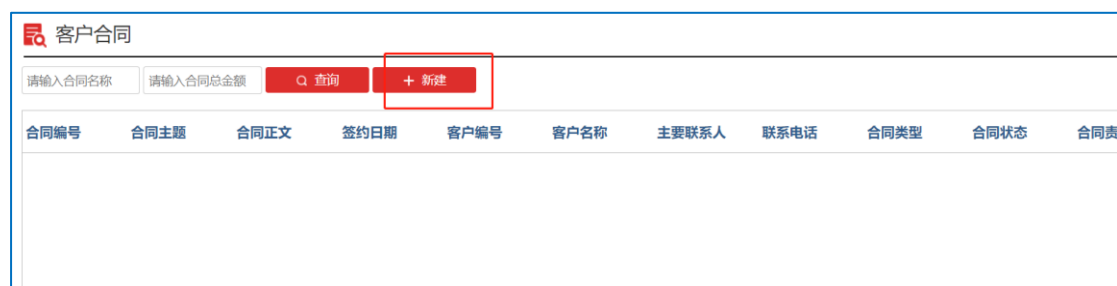 客户合同
请输入合同名称 请输入合同总金额 查询 + 新建
合同编号 合同主题 合同正文 签约日期 客户编号 客户名称 主要联系人 联系电话 合同类型 合同状态 合同责